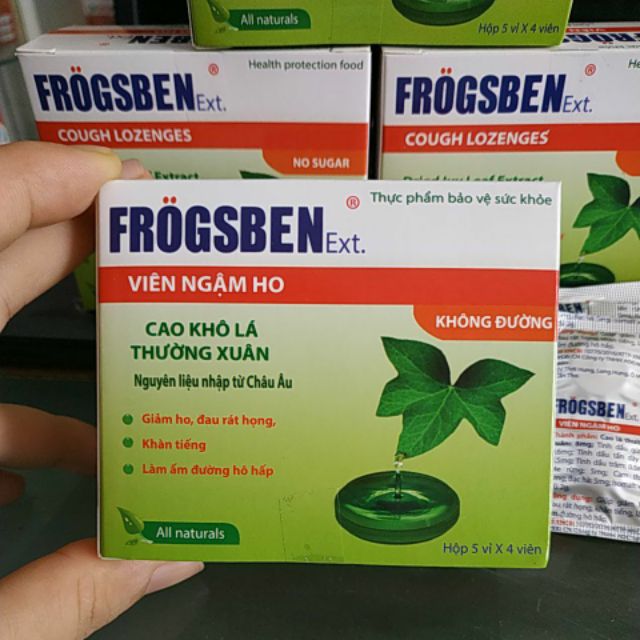 All naturals
Hộp 5 vỉ X 4 viên
Health protection food
FRÖGSBEN Ext.®
COUGH LOZENGES
NO SUGAR
FRÖGSBEN Ext.®
COUGH LOZENGES
Dried Ivy Leaf Extract
Thực phẩm bảo vệ sức khỏe
FRÖGSBEN Ext.®
VIÊN NGẬM HO
KHÔNG ĐƯỜNG
CAO KHÔ LÁ
THƯỜNG XUÂN
Nguyên liệu nhập từ Châu Âu
Giảm ho, đau rát họng,
Khàn tiếng
Làm ấm đường hô hấp
All naturals
Hộp 5 vỉ X 4 viên
FRÖGSBEN
VIÊN NGẬM HO